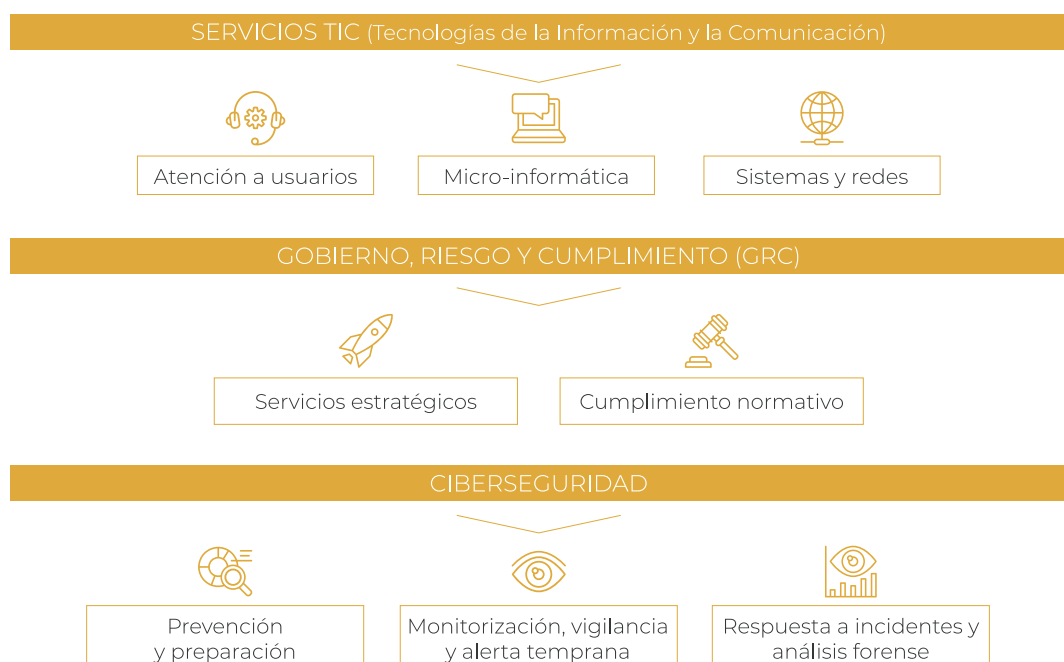 SERVICIOS TIC (Tecnologías de la Información y la Comunicación)
Atención a usuarios
Micro-informática
Sistemas y redes
GOBIERNO, RIESGO Y CUMPLIMIENTO (GRC)
Servicios estratégicos
Cumplimiento normativo
CIBERSEGURIDAD
Prevención
y preparación
Monitorización, vigilancia
y alerta temprana
Respuesta a incidentes y
análisis forense